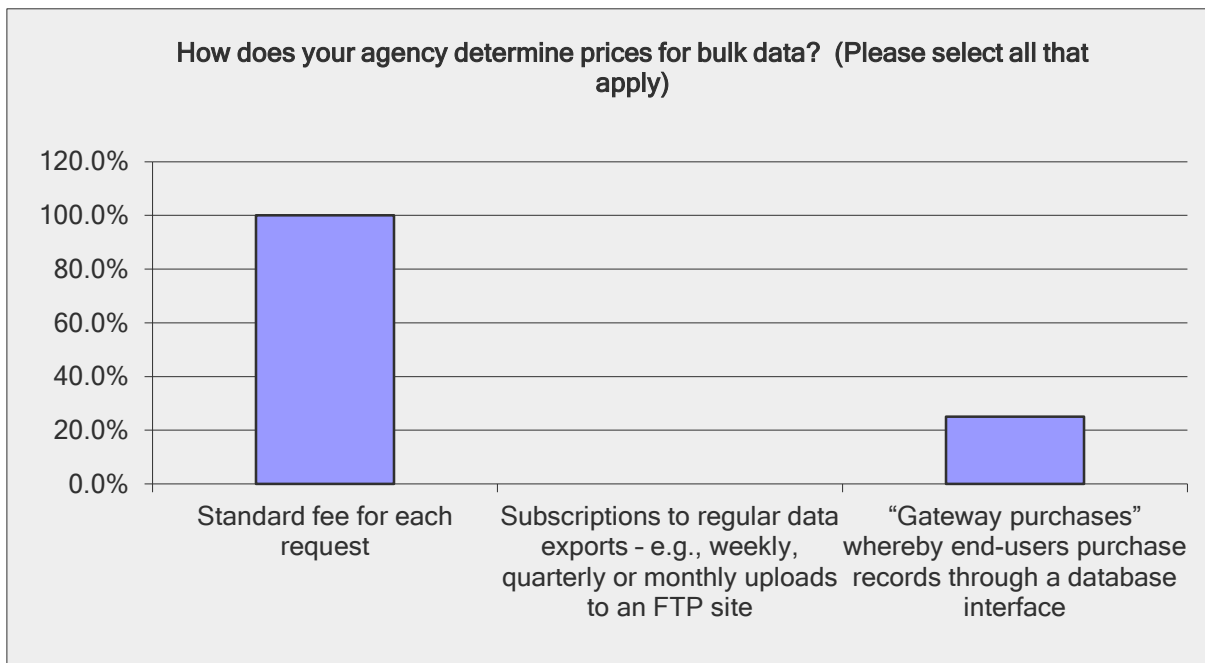 How does your agency determine prices for bulk data?  (Please select all that
apply)
120.0%
100.0%
80.0%
60.0%
40.0%
20.0%
0.0%
Standard fee for each
request
Subscriptions to regular data
exports – e.g., weekly,
quarterly or monthly uploads
to an FTP site
“Gateway purchases”
whereby end-users purchase
records through a database
interface